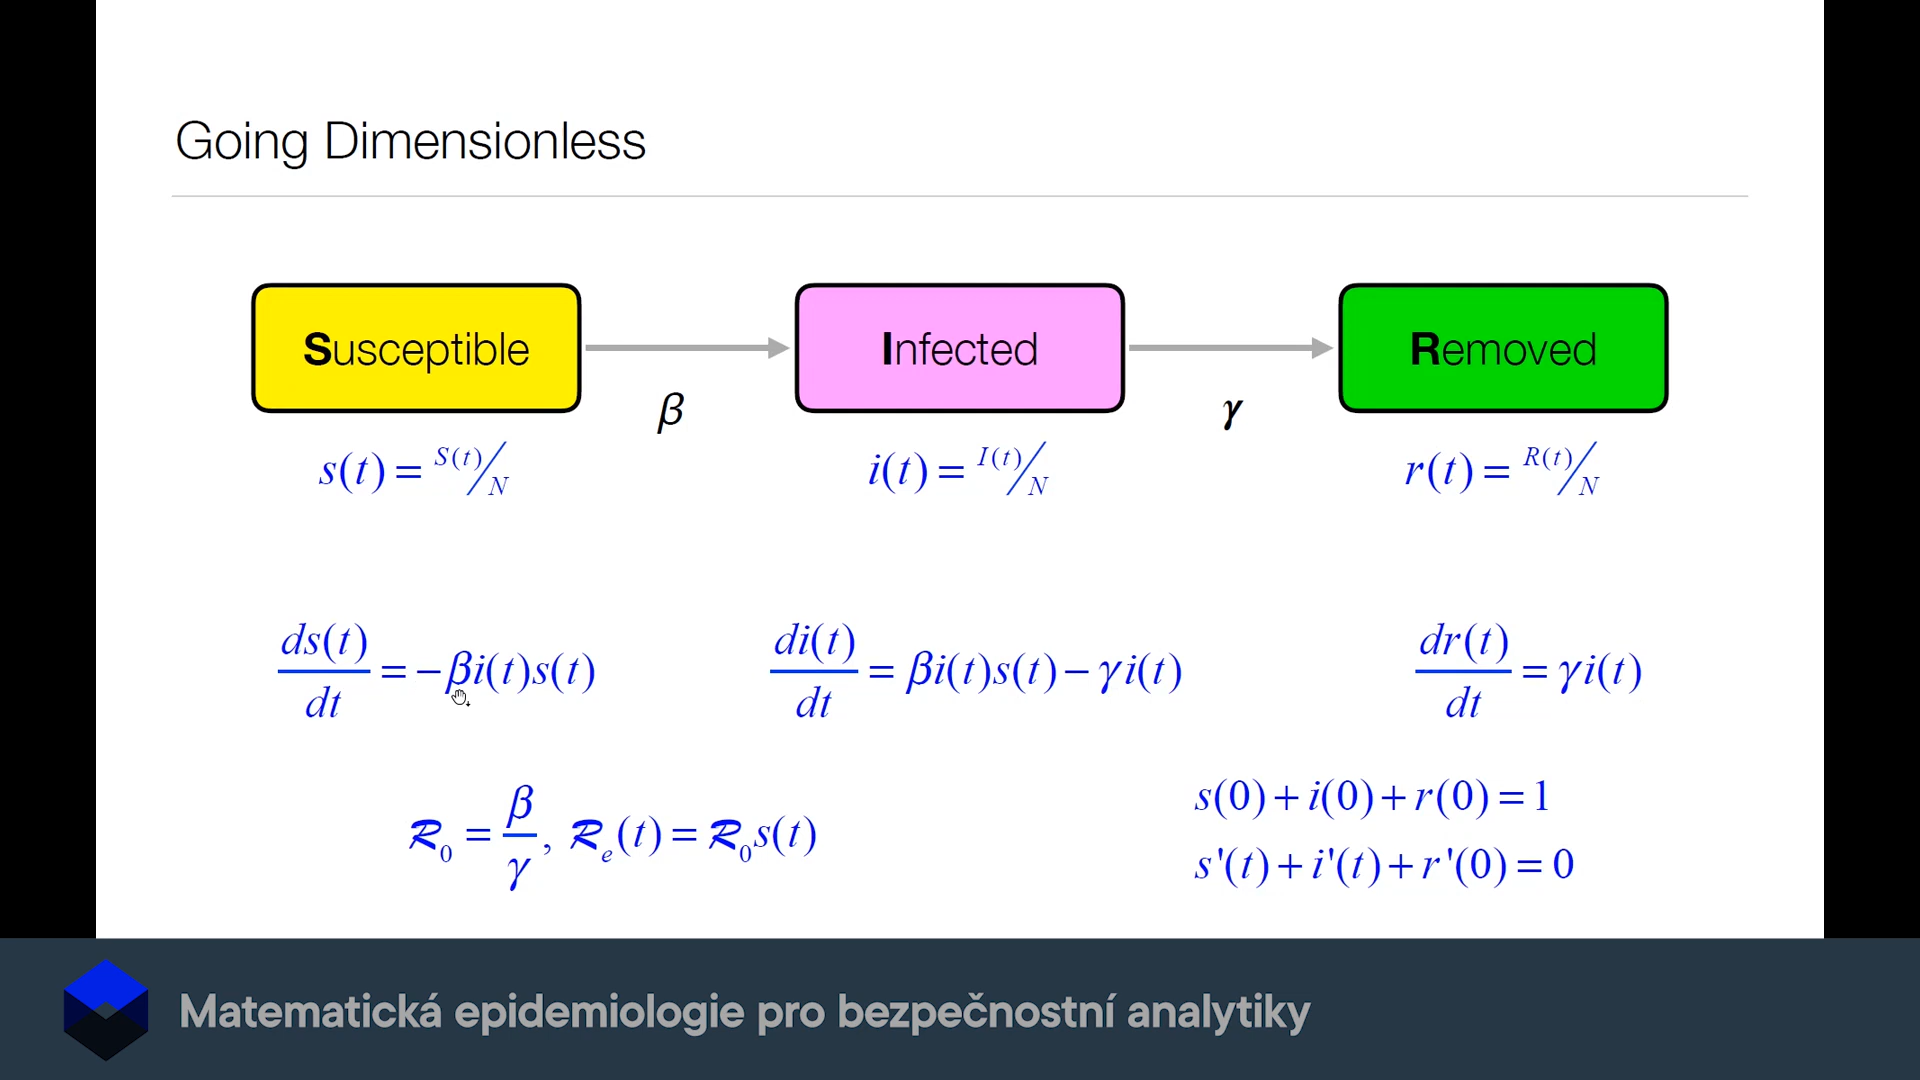 Going Dimensionless
Susceptible
Infected
Removed
β
γ
s(t) = S(t)/N
i(t) = I(t)/N
r(t) = R(t)/N
ds(t)/dt = −βi(t)s(t)
di(t)/dt = βi(t)s(t) − γi(t)
dr(t)/dt = γi(t)
ℛ₀ = β/γ, ℛₑ(t) = ℛ₀s(t)
s(0) + i(0) + r(0) = 1
s'(t) + i'(t) + r'(0) = 0
Matematická epidemiologie pro bezpečnostní analytiky